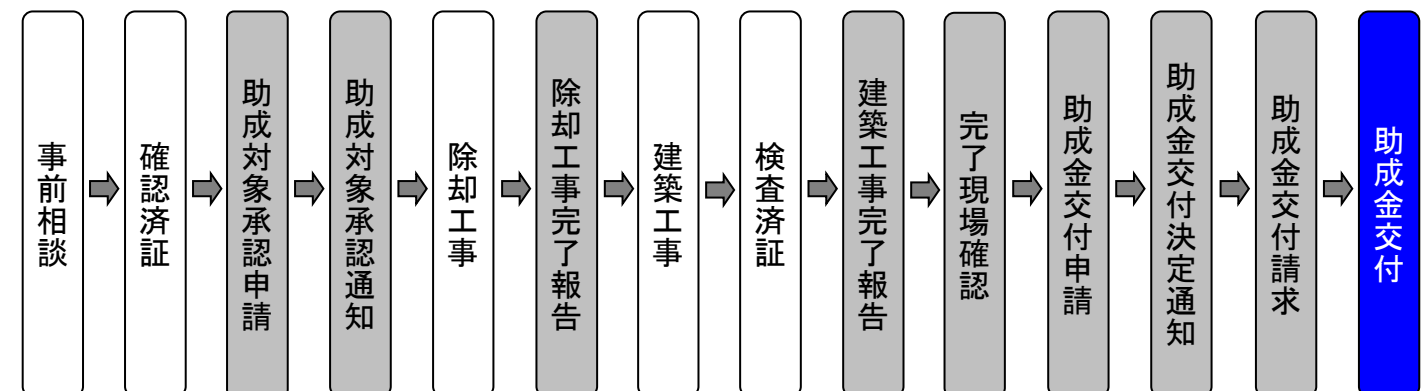 事前相談
確認済証
助成対象承認申請
助成対象承認通知
除却工事
除却工事完了報告
建築工事
検査済証
建築工事完了報告
完了現場確認
助成金交付申請
助成金交付決定通知
助成金交付請求
助成金交付